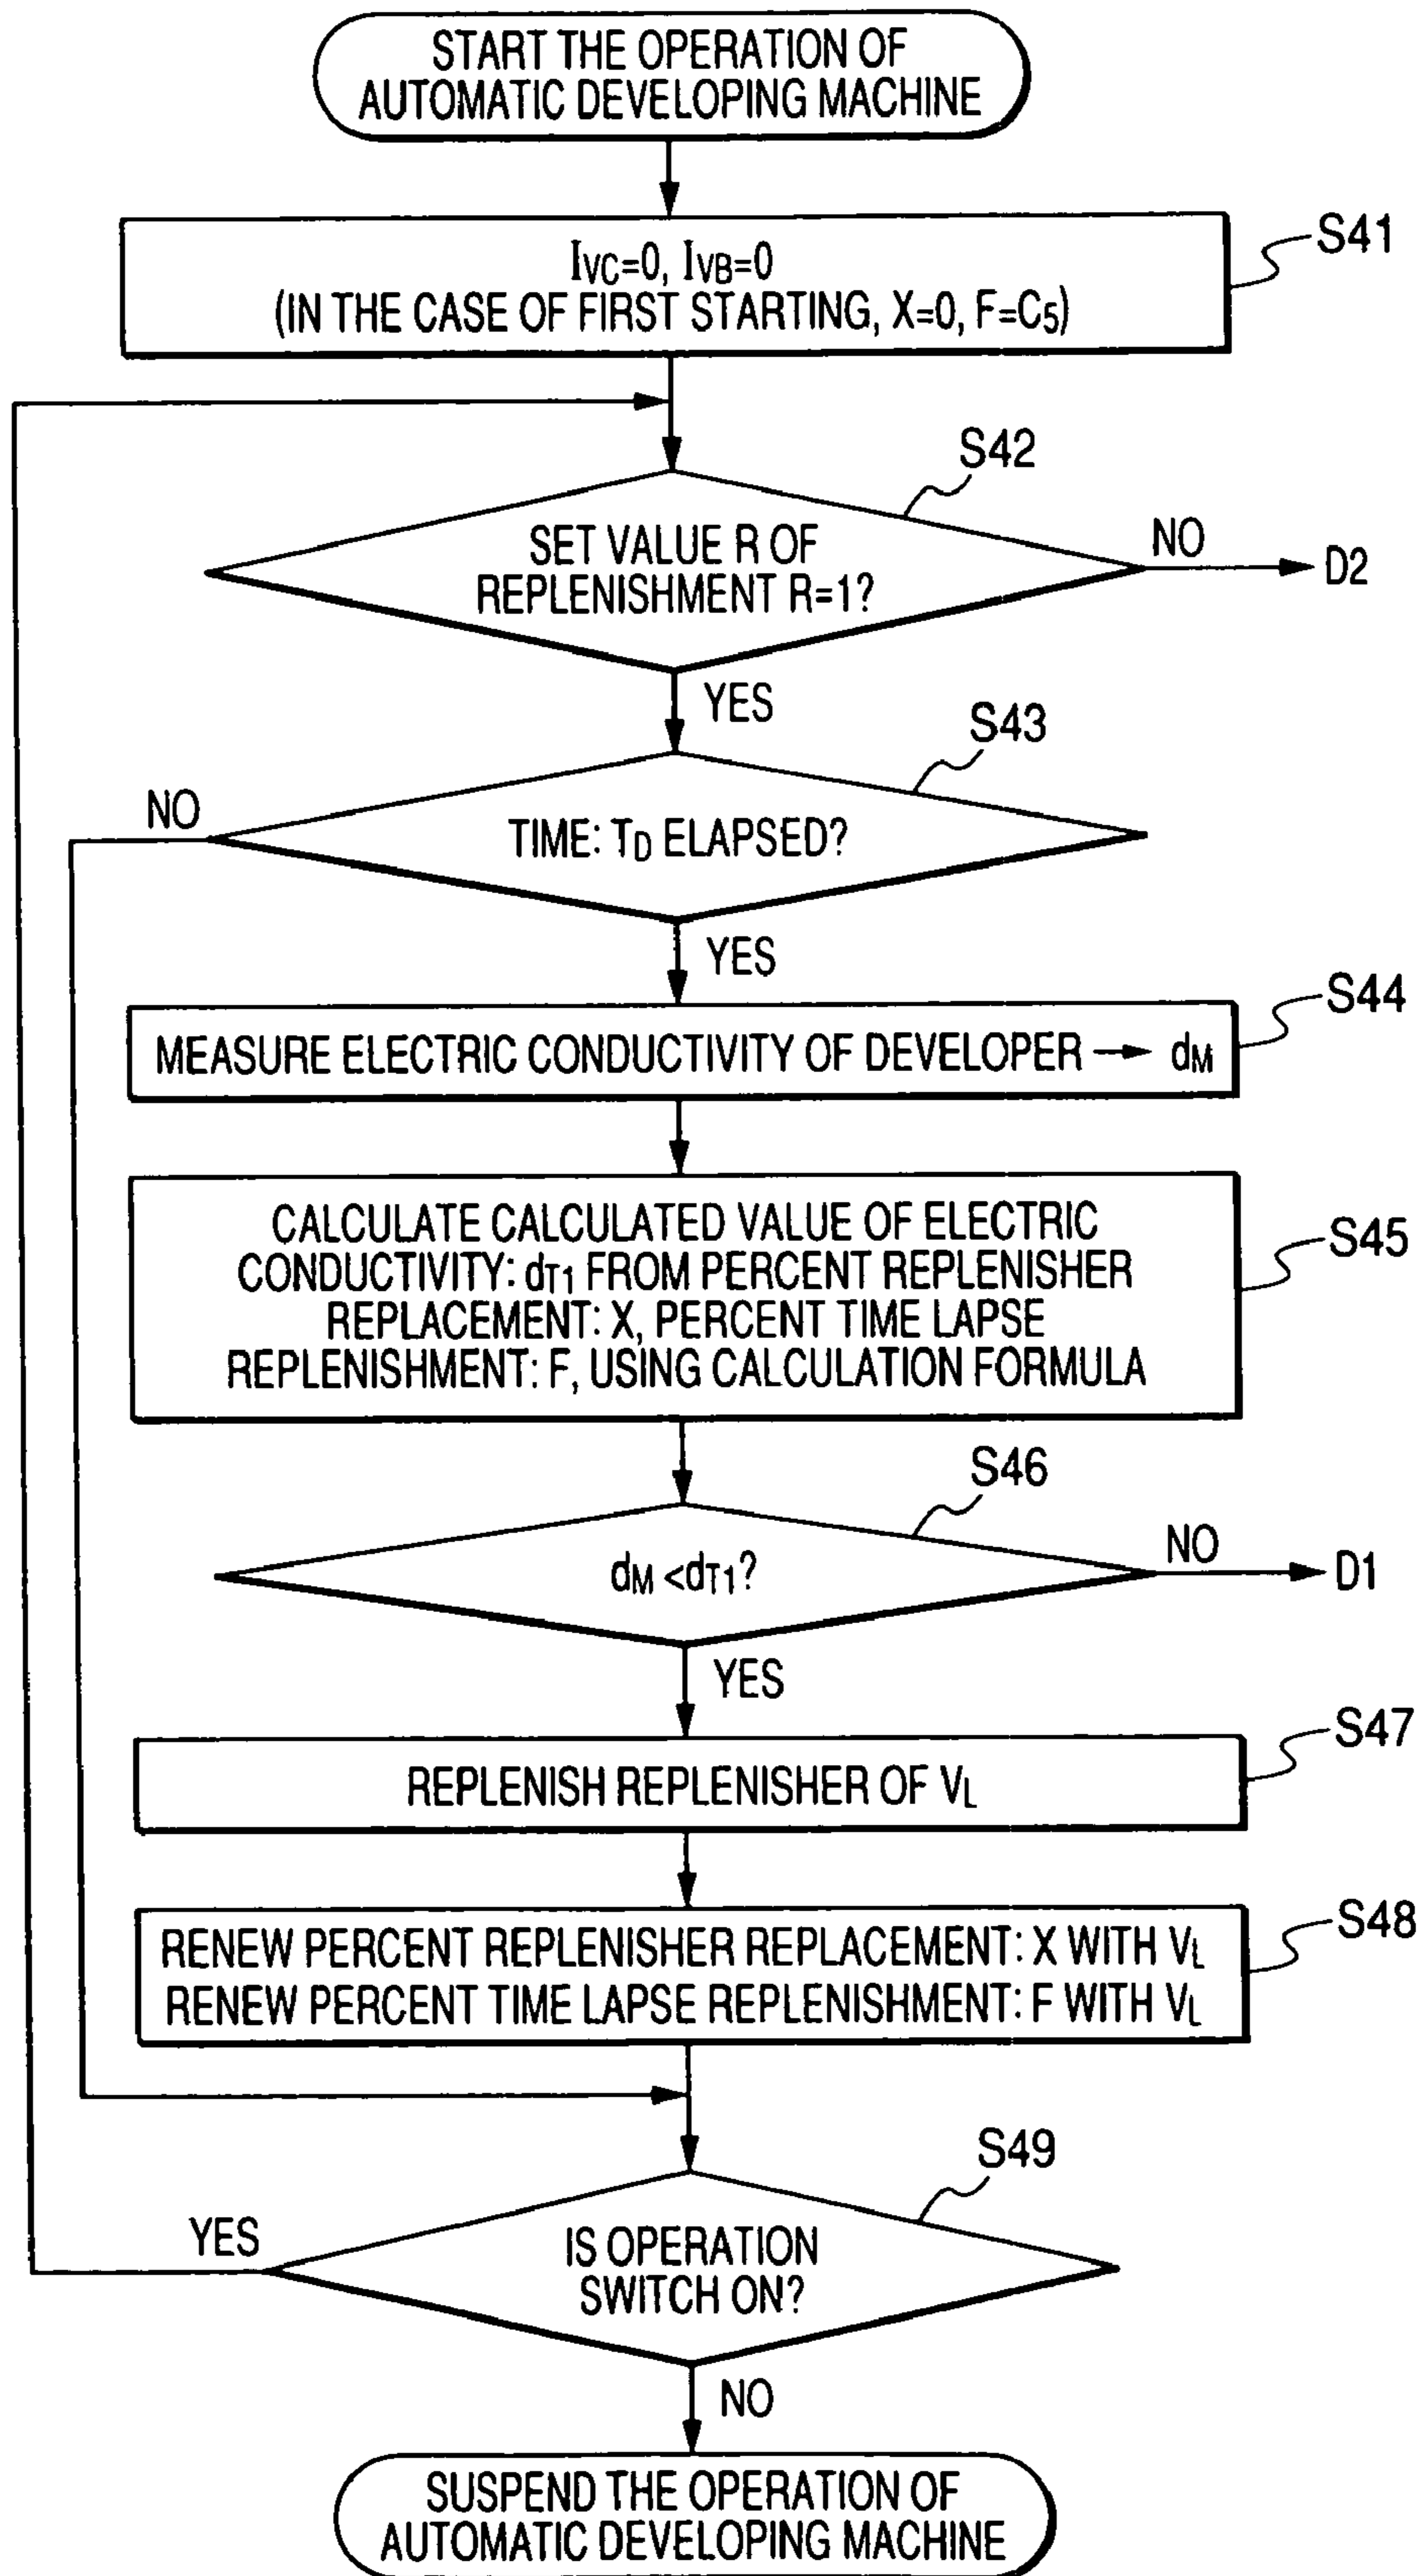 START THE OPERATION OF
AUTOMATIC DEVELOPING MACHINE
IVC=0, IVB=0
(IN THE CASE OF FIRST STARTING, X=0, F=C5)
S41
S42
SET VALUE R OF
REPLENISHMENT R=1?
NO
D2
YES
S43
NO
TIME: TD ELAPSED?
YES
S44
MEASURE ELECTRIC CONDUCTIVITY OF DEVELOPER → dM
CALCULATE CALCULATED VALUE OF ELECTRIC
CONDUCTIVITY: dT1 FROM PERCENT REPLENISHER
REPLACEMENT: X, PERCENT TIME LAPSE
REPLENISHMENT: F, USING CALCULATION FORMULA
S45
S46
dM <dT1?
NO
D1
YES
S47
REPLENISH REPLENISHER OF VL
S48
RENEW PERCENT REPLENISHER REPLACEMENT: X WITH VL
RENEW PERCENT TIME LAPSE REPLENISHMENT: F WITH VL
S49
YES
IS OPERATION
SWITCH ON?
NO
SUSPEND THE OPERATION OF
AUTOMATIC DEVELOPING MACHINE